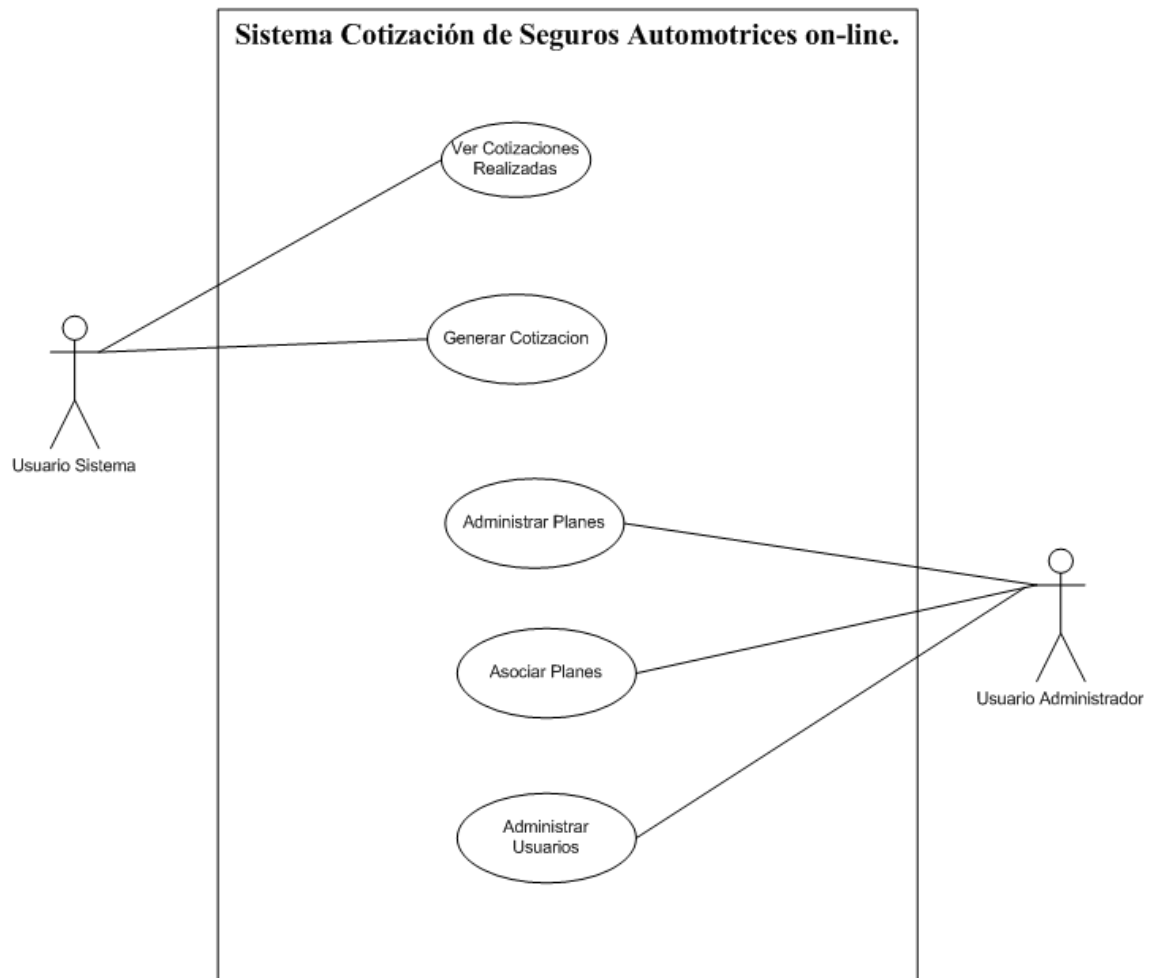 Sistema Cotización de Seguros Automotrices on-line.
Ver Cotizaciones
Realizadas
Generar Cotizacion
Usuario Sistema
Administrar Planes
Asociar Planes
Usuario Administrador
Administrar
Usuarios